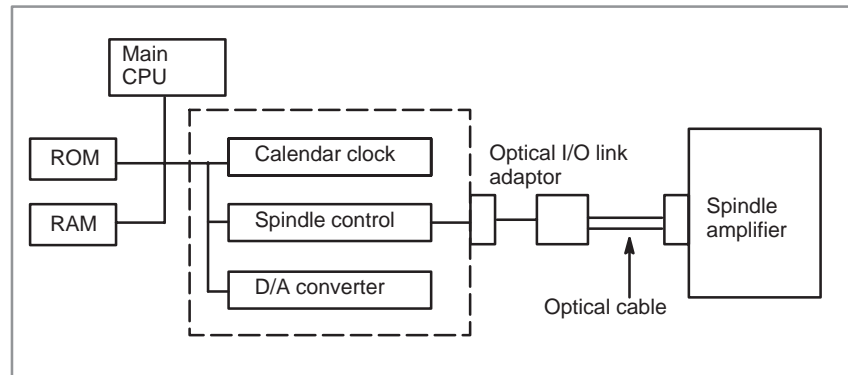 Main
CPU
ROM
RAM
Calendar clock
Spindle control
D/A converter
Optical I/O link
adaptor
Optical cable
Spindle
amplifier